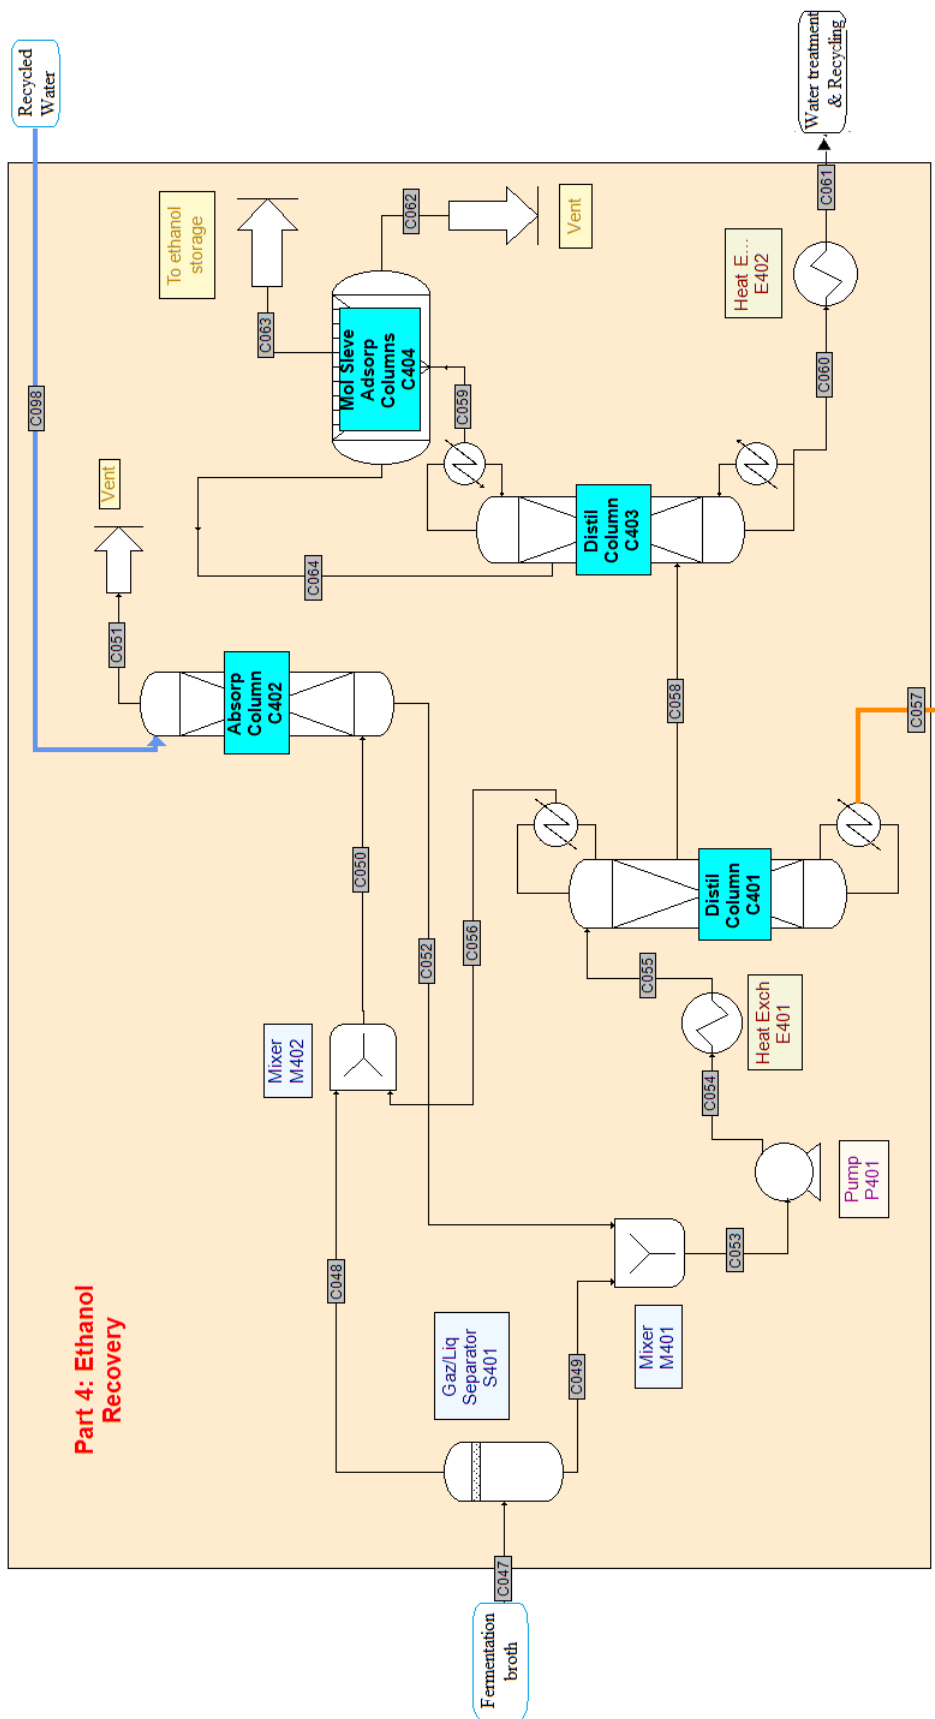 Part 4: Ethanol
Recovery
Recycled
Water
C098
Vent
C051
Absorp
Column
C402
To ethanol
storage
C063
C062
Vent
Mol Sieve
Adsorp
Columns
C404
C064
C059
Mixer
M402
C048
C050
C052
C056
Distil
Column
C403
Fermentation
broth
C047
Gaz/Liq
Separator
S401
C049
Mixer
M401
C053
Pump
P401
C054
Heat Exch
E401
C055
Distil
Column
C401
C058
C057
C060
Heat E...
E402
C061
Water treatment
& Recycling